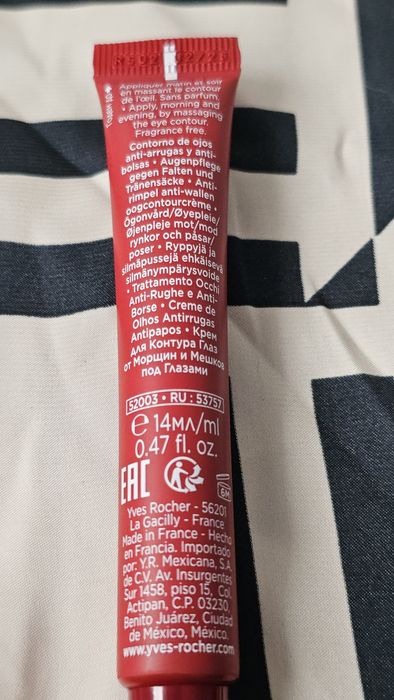 Appliquer matin et soir
en massant le contour
de l'œil. Sans parfum.
• Apply, morning and
evening, by massaging
the eye contour.
Fragrance free.
Contorno de ojos
anti-arrugas y anti-
bolsas • Augenpflege
gegen Falten und
Tränensäcke • Anti-
rimpel anti-wallen
oogcontourcrème •
Ögonvård/Øyepleie/
Øjenpleje mot/mod
rynkor och påsar/
poser • Ryppyjä ja
silmäpussejä ehkäisevä
silmänympärysvoide
• Trattamento Occhi
Anti-Rughe e Anti-
Borse • Creme de
Olhos Antirrugas
Antipapos • Крем
для Контура Глаз
от Морщин и Мешков
под Глазами
52003 • RU : 53757
℮ 14мл/ml
0.47 fl. oz.
EAC
6M
Yves Rocher - 56201
La Gacilly - France
Made in France - Hecho
en Francia. Importado
por: Y.R. Mexicana, S.A.
de C.V. Av. Insurgentes
Sur 1458, piso 15, Col.
Actipan, C.P. 03230,
Benito Juárez, Ciudad
de México, México.
www.yves-rocher.com